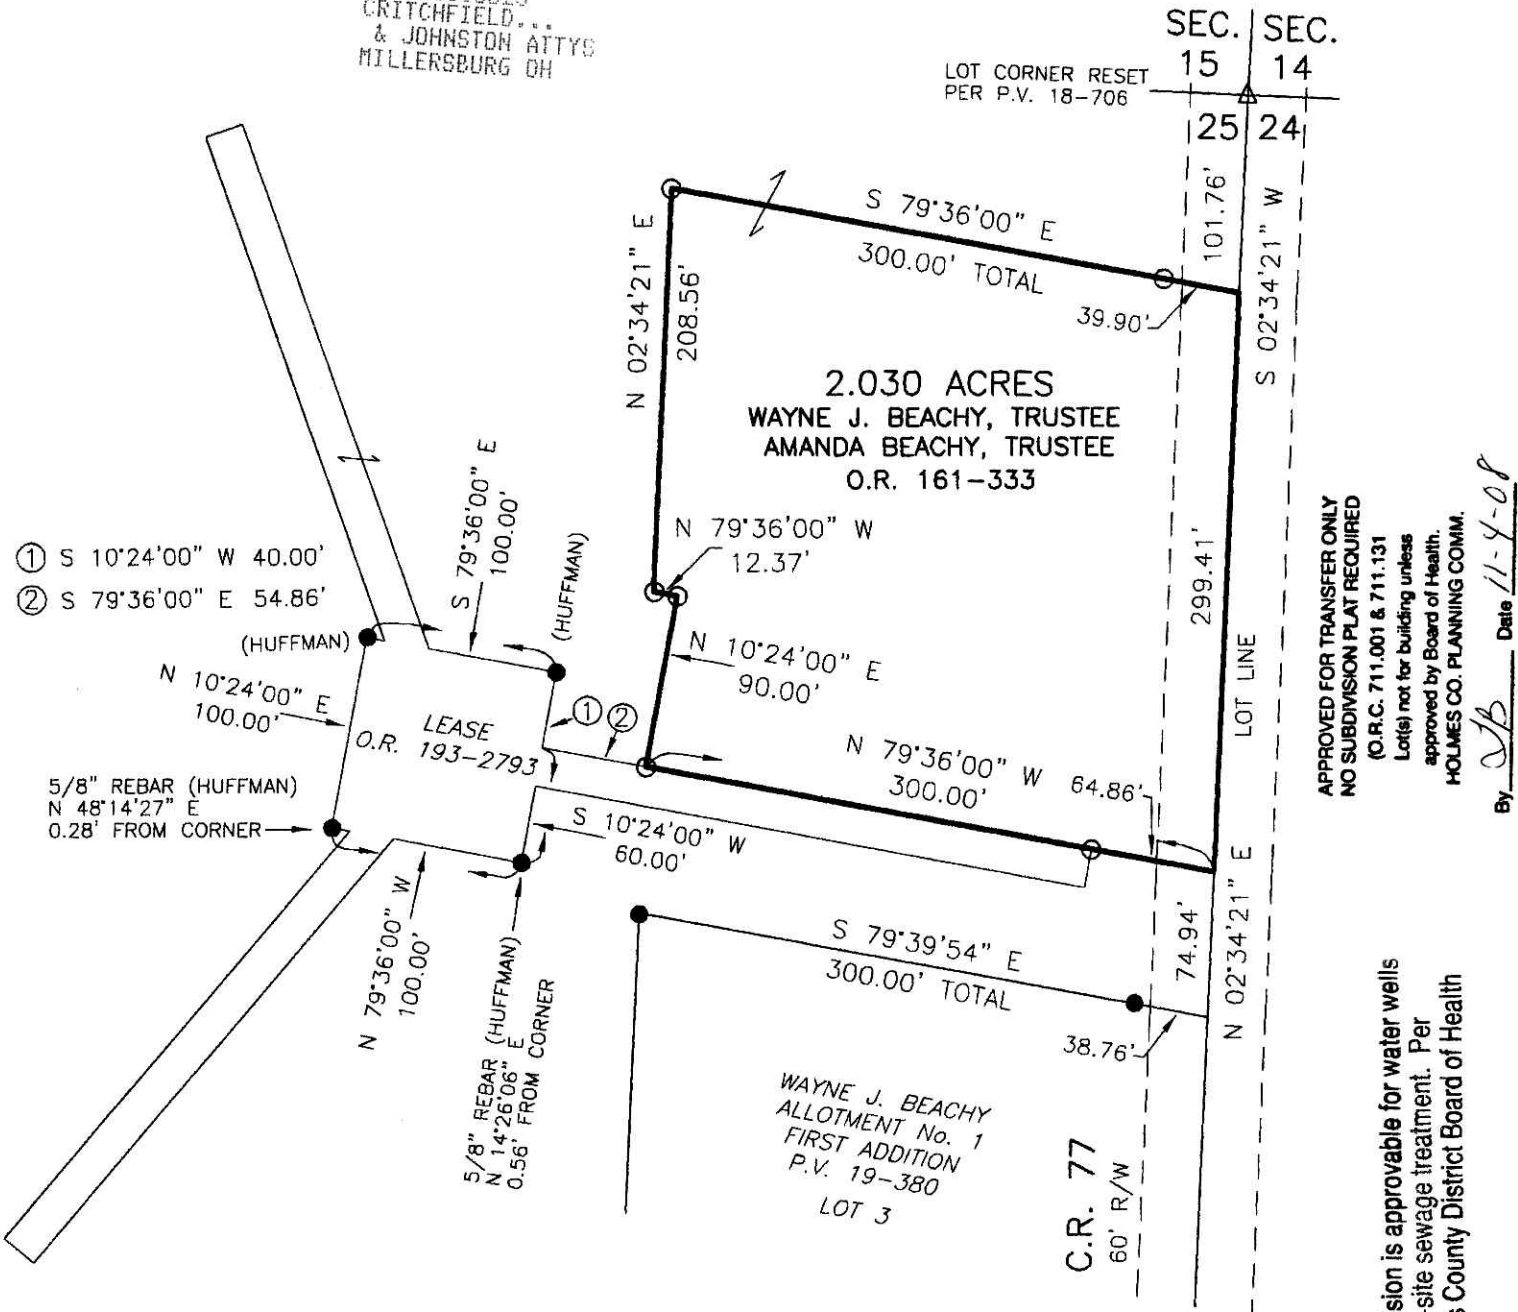 CRITCHFIELD...
& JOHNSTON ATTYS
MILLERSBURG OH
SEC. SEC.
15 14
25 24
LOT CORNER RESET
PER P.V. 18-706
101.76'
S 02°34'21" W
S 79°36'00" E
300.00' TOTAL
39.90'
N 02°34'21" E
208.56'
2.030 ACRES
WAYNE J. BEACHY, TRUSTEE
AMANDA BEACHY, TRUSTEE
O.R. 161-333
N 79°36'00" W
12.37'
299.41'
LOT LINE
N 10°24'00" E
90.00'
N 79°36'00" W
300.00'
64.86'
① S 10°24'00" W 40.00'
② S 79°36'00" E 54.86'
S 79°36'00" E
100.00'
(HUFFMAN)
(HUFFMAN)
N 10°24'00" E
100.00'
LEASE
O.R. 193-2793
① ②
5/8" REBAR (HUFFMAN)
N 48°14'27" E
0.28' FROM CORNER
S 10°24'00" W
60.00'
N 79°36'00" W
100.00'
5/8" REBAR (HUFFMAN)
N 14°26'06" E
0.56' FROM CORNER
S 79°39'54" E
300.00' TOTAL
74.94'
N 02°34'21" E
38.76'
WAYNE J. BEACHY
ALLOTMENT No. 1
FIRST ADDITION
P.V. 19-380
LOT 3
C.R. 77
60' R/W
APPROVED FOR TRANSFER ONLY
NO SUBDIVISION PLAT REQUIRED
(O.R.C. 711.001 & 711.131
Lot(s) not for building unless
approved by Board of Health.
HOLMES CO. PLANNING COMM.
By Date 11-4-08
sion is approvable for water wells
-site sewage treatment. Per
s County District Board of Health